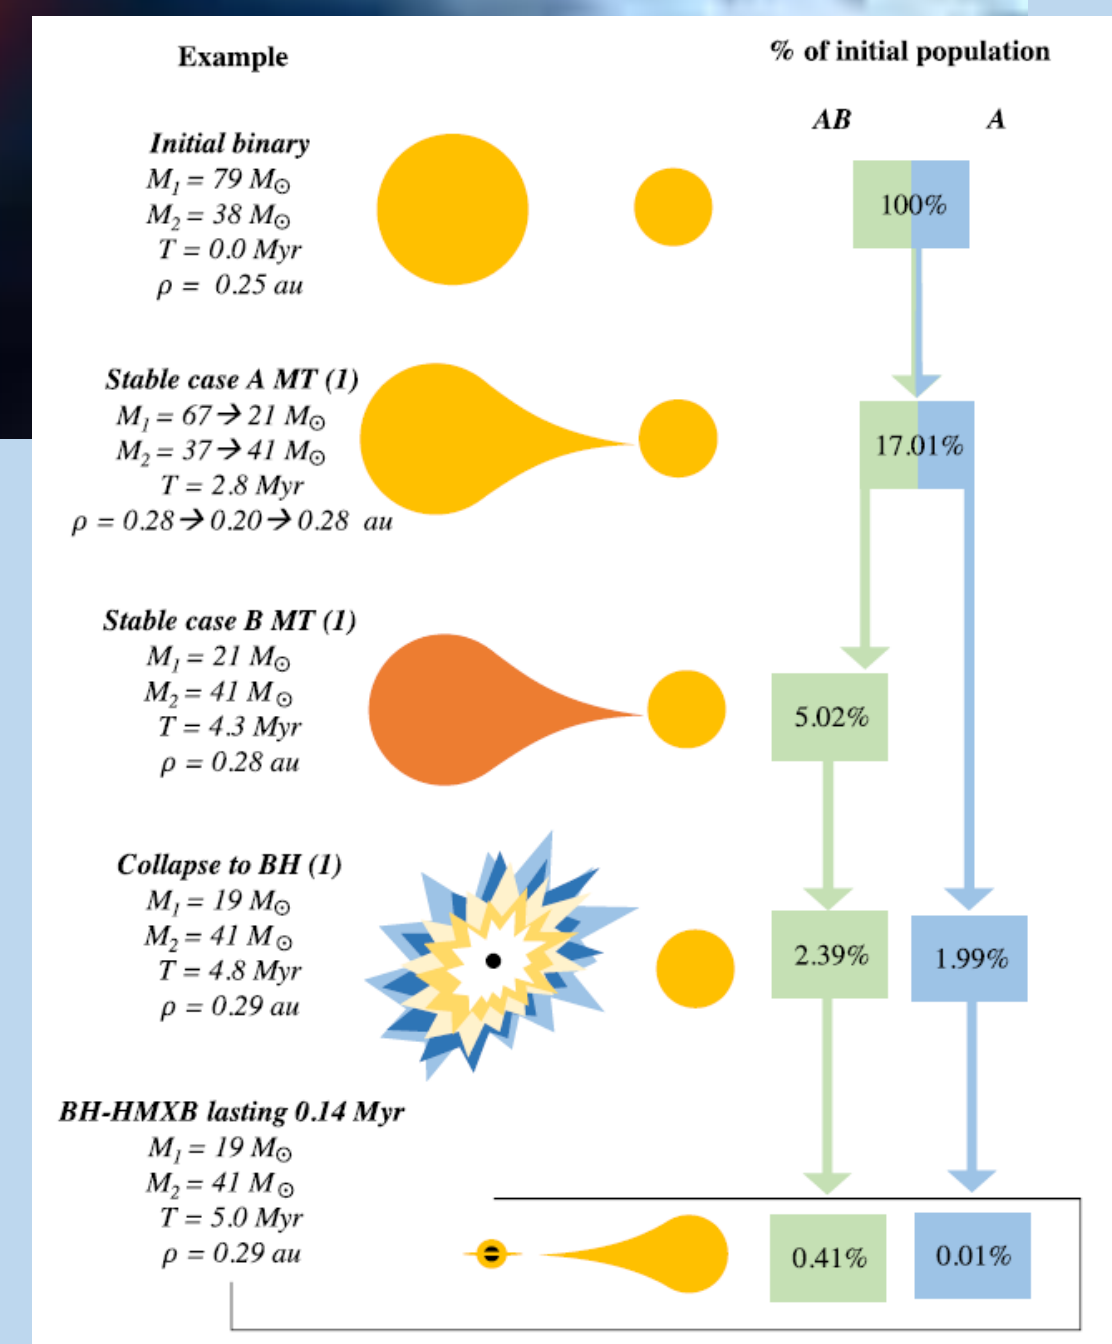 Example
% of initial population
AB A
Initial binary
M₁ = 79 M☉
M₂ = 38 M☉
T = 0.0 Myr
ρ = 0.25 au
100%
Stable case A MT (1)
M₁ = 67→21 M☉
M₂ = 37→41 M☉
T = 2.8 Myr
ρ = 0.28→0.20→0.28 au
17.01%
Stable case B MT (1)
M₁ = 21 M☉
M₂ = 41 M☉
T = 4.3 Myr
ρ = 0.28 au
5.02%
Collapse to BH (1)
M₁ = 19 M☉
M₂ = 41 M☉
T = 4.8 Myr
ρ = 0.29 au
2.39% 1.99%
BH-HMXB lasting 0.14 Myr
M₁ = 19 M☉
M₂ = 41 M☉
T = 5.0 Myr
ρ = 0.29 au
0.41% 0.01%